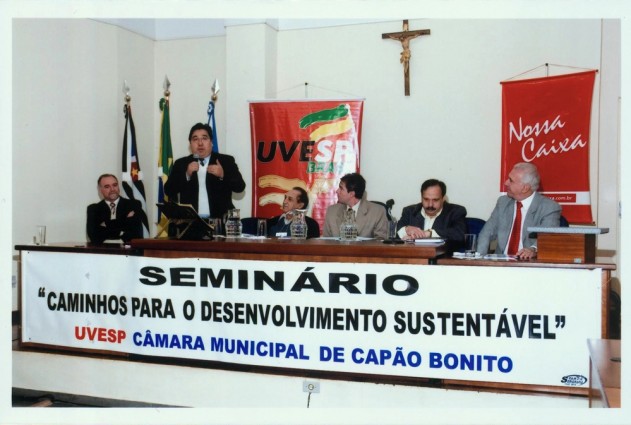 UVESP
Nossa
Caixa
SEMINÁRIO
"CAMINHOS PARA O DESENVOLVIMENTO SUSTENTÁVEL"
UVESP CÂMARA MUNICIPAL DE CAPÃO BONITO